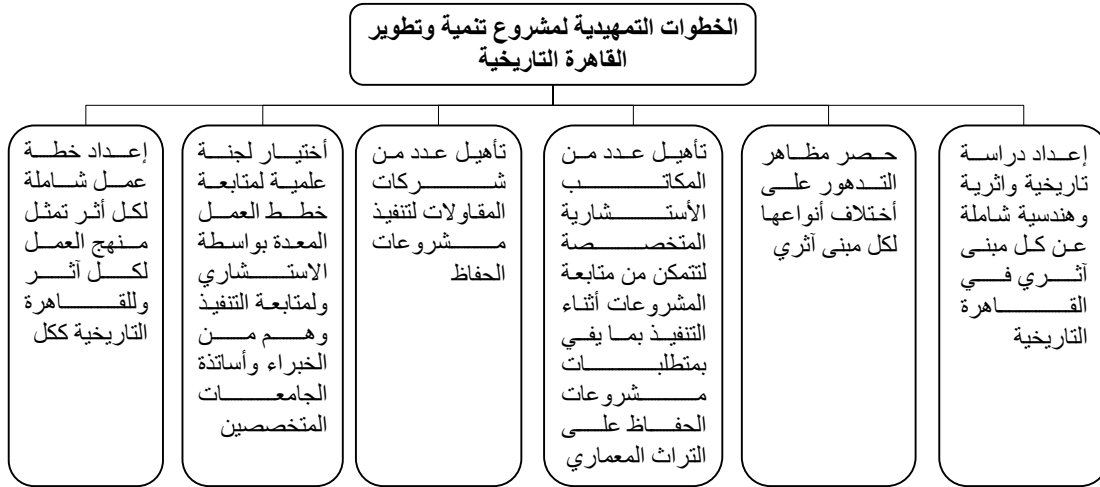 الخطوات التمهيدية لمشروع تنمية وتطوير
القاهرة التاريخية
إعداد دراسة
تاريخية واثرية
وهندسية شاملة
عن كل مبنى
آثري في
القاهرة
التاريخية
حصر مظاهر
التدهور على
أختلاف أنواعها
لكل مبنى آثري
تأهيل عدد من
المكاتب
الأستشارية
المتخصصة
لتتمكن من متابعة
المشروعات أثناء
التنفيذ بما يفي
بمتطلبات
مشروعات
الحفاظ على
التراث المعماري
تأهيل عدد من
شركات
المقاولات لتنفيذ
مشروعات
الحفاظ
أختيار لجنة
علمية لمتابعة
خطط العمل
المعدة بواسطة
الاستشاري
ولمتابعة التنفيذ
وهم من
الخبراء وأساتذة
الجامعات
المتخصصين
إعداد خطة
عمل شاملة
لكل أثر تمثل
منهج العمل
لكل آثر
وللقاهرة
التاريخية ككل